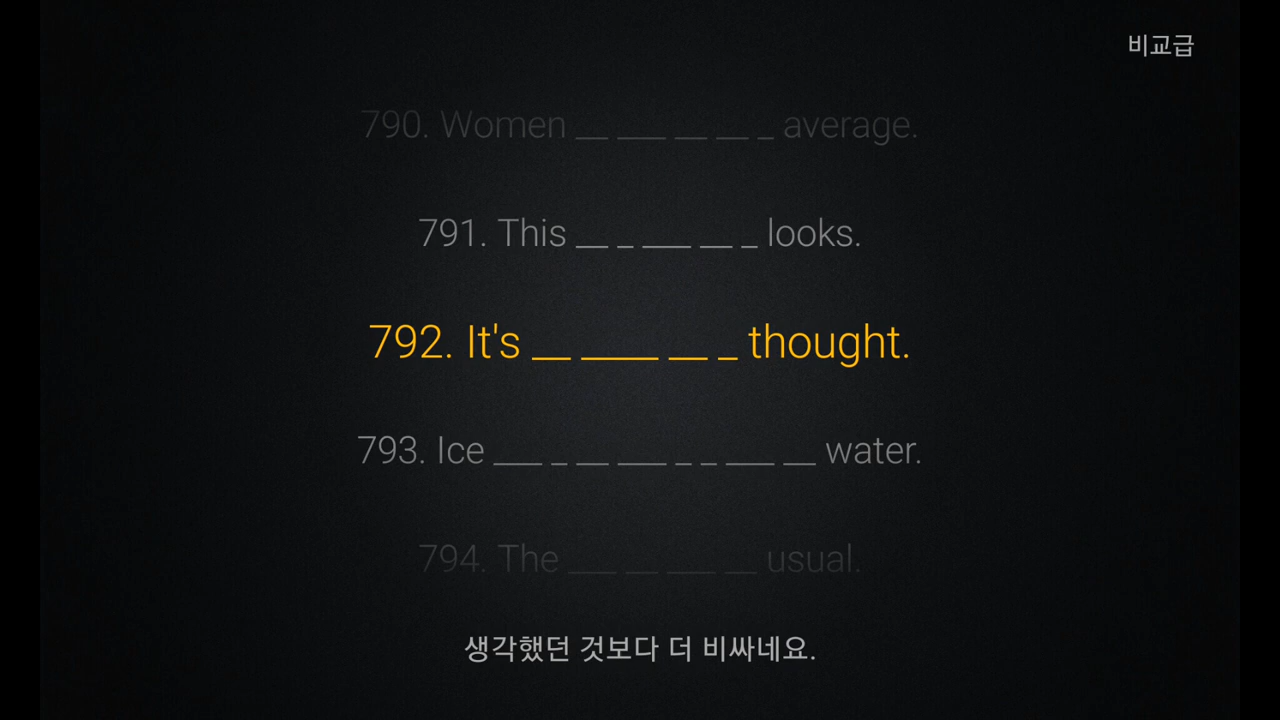 비교급
790. Women __ ___ __ __ _ average.
791. This __ _ ___ __ _ looks.
792. It's __ ____ __ _ thought.
793. Ice ___ _ __ ___ _ _ ___ __ water.
794. The ___ __ ___ __ usual.
생각했던 것보다 더 비싸네요.